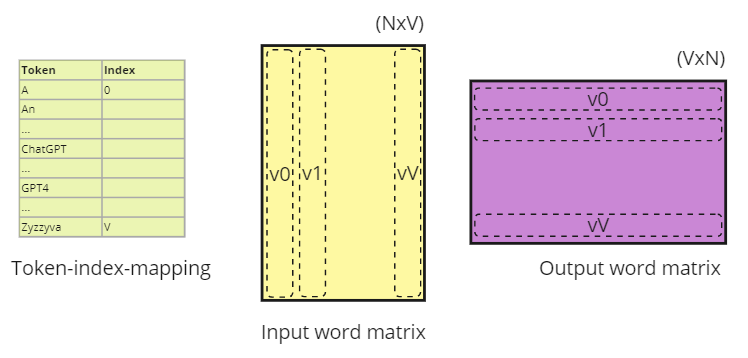 Token Index
A 0
An
...
ChatGPT
...
GPT4
...
Zyzzyva V
Token-index-mapping
(NxV)
v0 v1 vV
Input word matrix
(VxN)
v0
v1
vV
Output word matrix